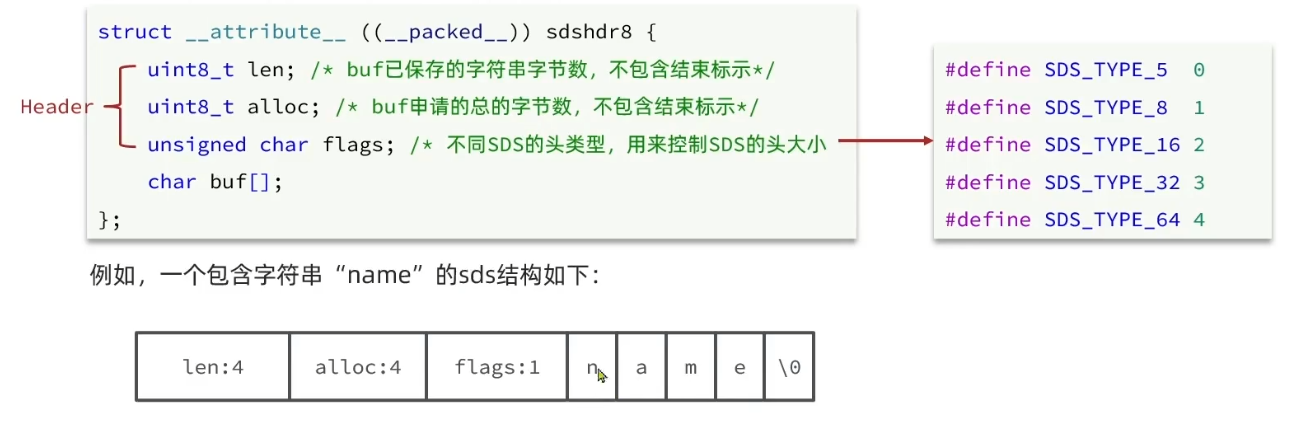 struct __attribute__ ((__packed__)) sdshdr8 {
uint8_t len; /* buf已保存的字符串字节数，不包含结束标示*/
uint8_t alloc; /* buf申请的总的字节数，不包含结束标示*/
unsigned char flags; /* 不同SDS的头类型，用来控制SDS的头大小
char buf[];
};
Header
#define SDS_TYPE_5 0
#define SDS_TYPE_8 1
#define SDS_TYPE_16 2
#define SDS_TYPE_32 3
#define SDS_TYPE_64 4
例如，一个包含字符串“name”的sds结构如下：
len:4 alloc:4 flags:1 n a m e \0